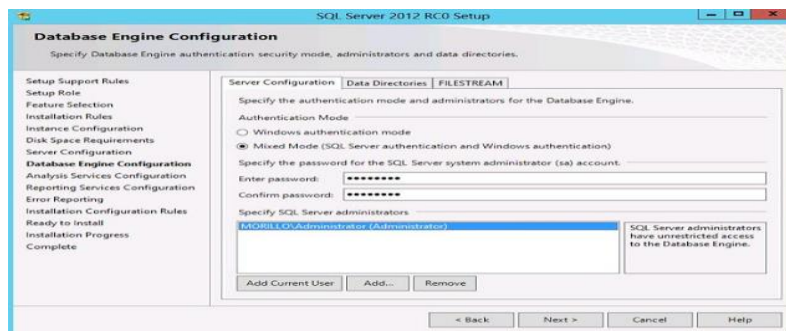 SQL Server 2012 RC0 Setup
Database Engine Configuration
Specify Database Engine authentication security mode, administrators and data directories.
Setup Support Rules
Setup Role
Feature Selection
Installation Rules
Instance Configuration
Disk Space Requirements
Server Configuration
Database Engine Configuration
Analysis Services Configuration
Reporting Services Configuration
Error Reporting
Installation Configuration Rules
Ready to Install
Installation Progress
Complete
Server Configuration Data Directories FILESTREAM
Specify the authentication mode and administrators for the Database Engine.
Authentication Mode
Windows authentication mode
Mixed Mode (SQL Server authentication and Windows authentication)
Specify the password for the SQL Server system administrator (sa) account.
Enter password: ••••••••
Confirm password: ••••••••
Specify SQL Server administrators
MORILLO\Administrator (Administrator)
SQL Server administrators
have unrestricted access
to the Database Engine.
Add Current User Add... Remove
< Back Next > Cancel Help